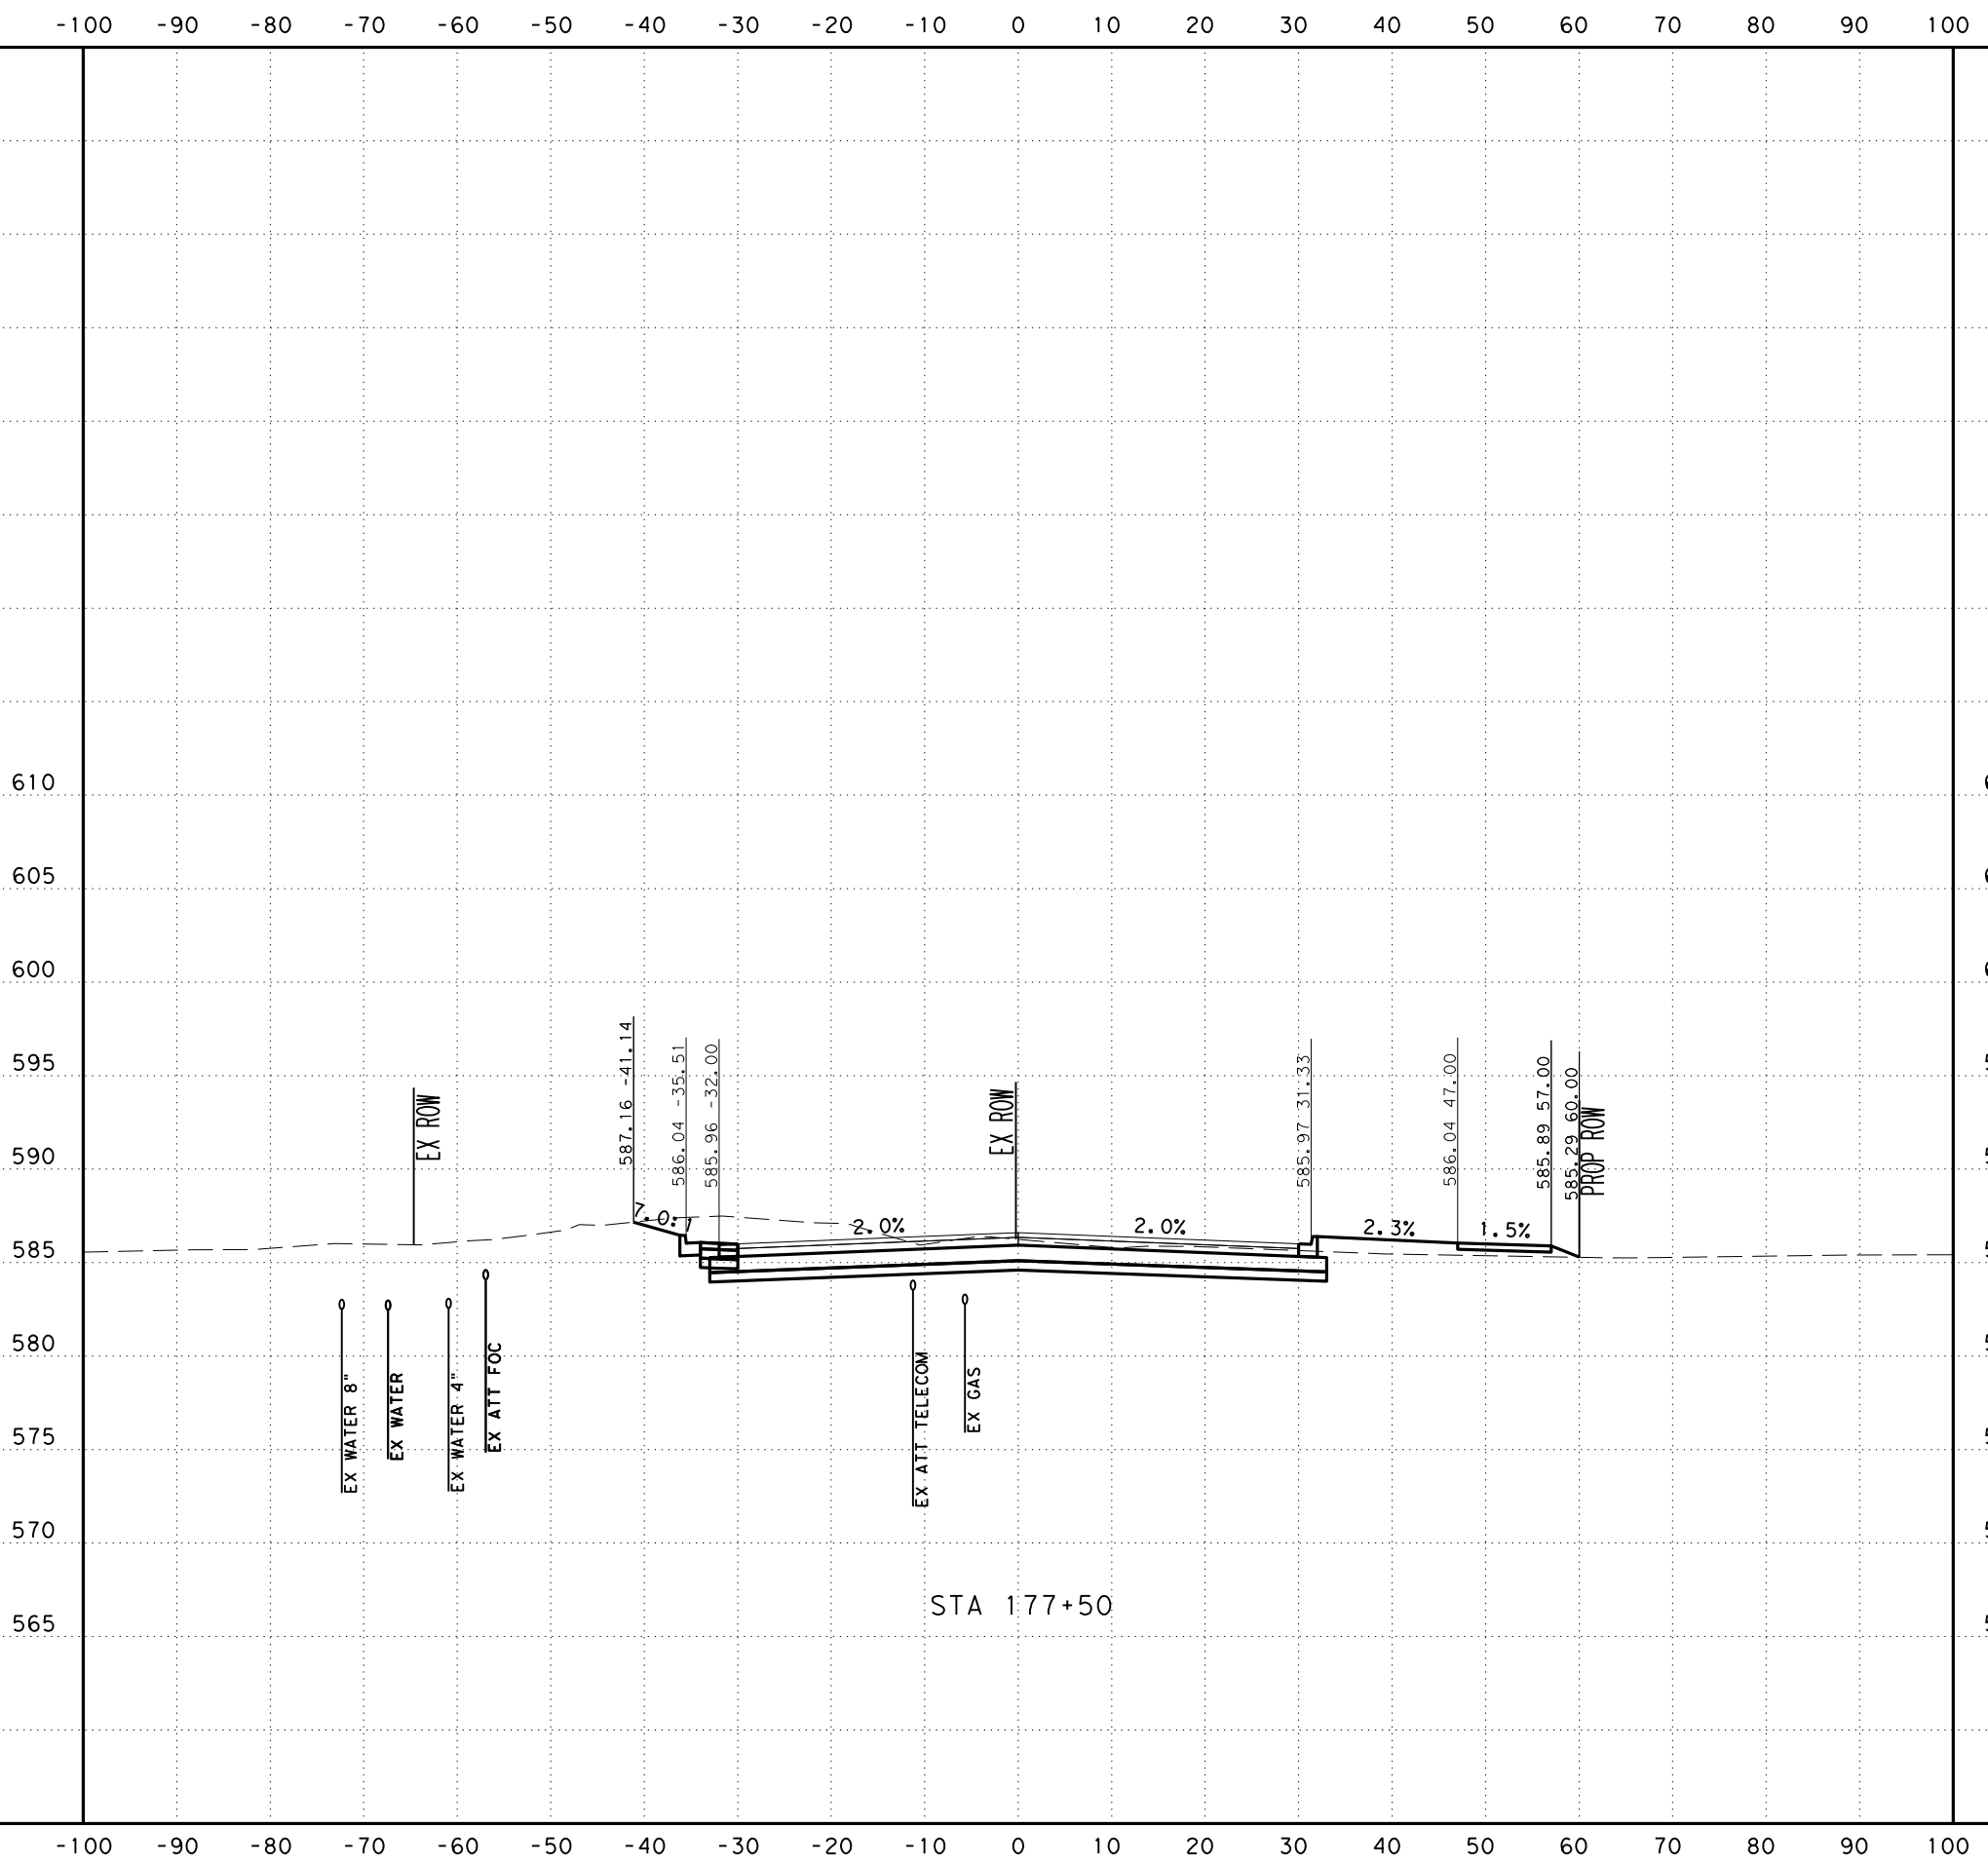 -100 -90 -80 -70 -60 -50 -40 -30 -20 -10 0 10 20 30 40 50 60 70 80 90 100
610
605
600
595
590
585
580
575
570
565
EX ROW
587.16 -41.14
586.04 -35.51
585.96 -32.00
EX ROW
585.97 31.33
586.04 47.00
585.89 57.00
585.29 60.00
PROP ROW
7.0:1
2.0%
2.0%
2.3%
1.5%
EX WATER 8"
EX WATER
EX WATER 4"
EX ATT FOC
EX ATT TELECOM
EX GAS
STA 177+50
-100 -90 -80 -70 -60 -50 -40 -30 -20 -10 0 10 20 30 40 50 60 70 80 90 100